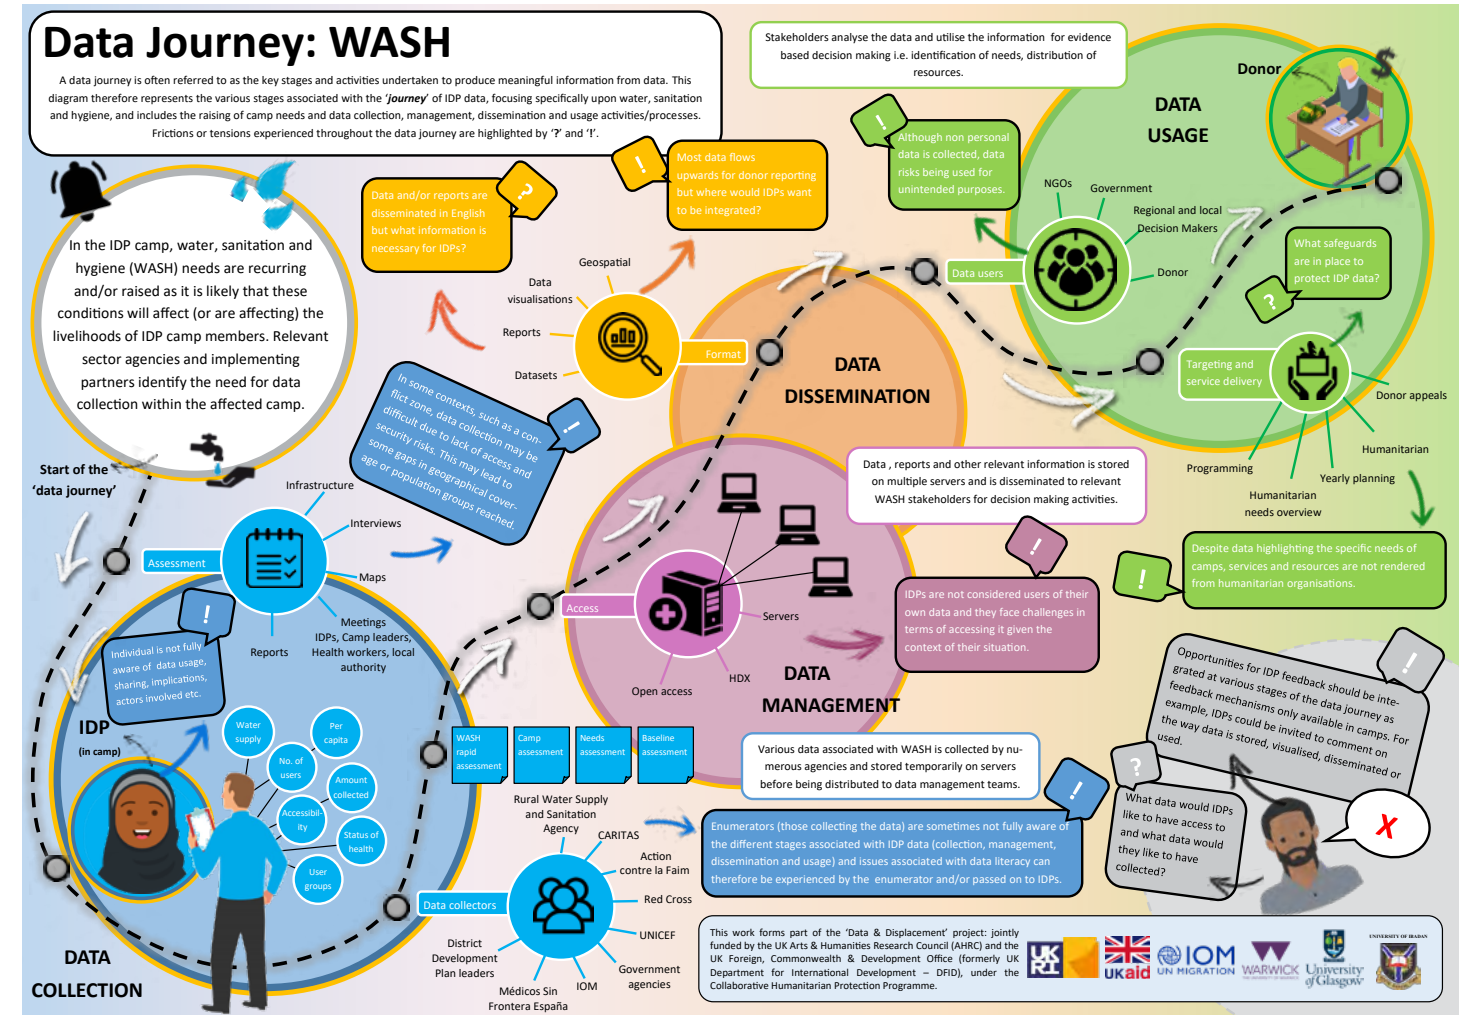 Data Journey: WASH
A data journey is often referred to as the key stages and activities undertaken to produce meaningful information from data. This
diagram therefore represents the various stages associated with the 'journey' of IDP data, focusing specifically upon water, sanitation
and hygiene, and includes the raising of camp needs and data collection, management, dissemination and usage activities/processes.
Frictions or tensions experienced throughout the data journey are highlighted by '?' and '!'.
In the IDP camp, water, sanitation and
hygiene (WASH) needs are recurring
and/or raised as it is likely that these
conditions will affect (or are affecting) the
livelihoods of IDP camp members. Relevant
sector agencies and implementing
partners identify the need for data
collection within the affected camp.
Start of the
'data journey'
Assessment
Infrastructure
Interviews
Maps
Meetings
IDPs, Camp leaders,
Health workers, local
authority
Reports
!
In some contexts, such as a con-
flict zone, data collection may be
difficult due to lack of access and
security risks. This may lead to
some gaps in geographical cover-
age or population groups reached.
!
Individual is not fully
aware of data usage,
sharing, implications,
actors involved etc.
IDP
(in camp)
Water
supply
Per
capita
No. of
users
Amount
collected
Accessibil-
ity
Status of
health
User
groups
DATA
COLLECTION
WASH
rapid
assessment
Camp
assessment
Needs
assessment
Baseline
assessment
Data collectors
Rural Water Supply
and Sanitation
Agency
CARITAS
Action
contre la Faim
Red Cross
UNICEF
Government
agencies
IOM
Médicos Sin
Frontera España
District
Development
Plan leaders
Various data associated with WASH is collected by nu-
merous agencies and stored temporarily on servers
before being distributed to data management teams.
!
Enumerators (those collecting the data) are sometimes not fully aware of
the different stages associated with IDP data (collection, management,
dissemination and usage) and issues associated with data literacy can
therefore be experienced by the enumerator and/or passed on to IDPs.
Access
Servers
HDX
Open access
DATA
MANAGEMENT
Data , reports and other relevant information is stored
on multiple servers and is disseminated to relevant
WASH stakeholders for decision making activities.
!
IDPs are not considered users of their
own data and they face challenges in
terms of accessing it given the
context of their situation.
DATA
DISSEMINATION
Format
Geospatial
Data
visualisations
Reports
Datasets
?
Data and/or reports are
disseminated in English
but what information is
necessary for IDPs?
!
Most data flows
upwards for donor reporting
but where would IDPs want
to be integrated?
Stakeholders analyse the data and utilise the information for evidence
based decision making i.e. identification of needs, distribution of
resources.
DATA
USAGE
Donor
$
!
Although non personal
data is collected, data
risks being used for
unintended purposes.
Data users
NGOs
Government
Regional and local
Decision Makers
Donor
What safeguards
are in place to
protect IDP data?
?
Targeting and
service delivery
Donor appeals
Humanitarian
Yearly planning
Humanitarian
needs overview
Programming
!
Despite data highlighting the specific needs of
camps, services and resources are not rendered
from humanitarian organisations.
!
Opportunities for IDP feedback should be inte-
grated at various stages of the data journey as
feedback mechanisms only available in camps. For
example, IDPs could be invited to comment on
the way data is stored, visualised, disseminated or
used.
?
What data would IDPs
like to have access to
and what data would
they like to have
collected?
X
This work forms part of the 'Data & Displacement' project: jointly
funded by the UK Arts & Humanities Research Council (AHRC) and the
UK Foreign, Commonwealth & Development Office (formerly UK
Department for International Development – DFID), under the
Collaborative Humanitarian Protection Programme.
UK
RI
UKaid
IOM
UN MIGRATION
WARWICK
THE UNIVERSITY OF WARWICK
University
of Glasgow
UNIVERSITY OF IBADAN